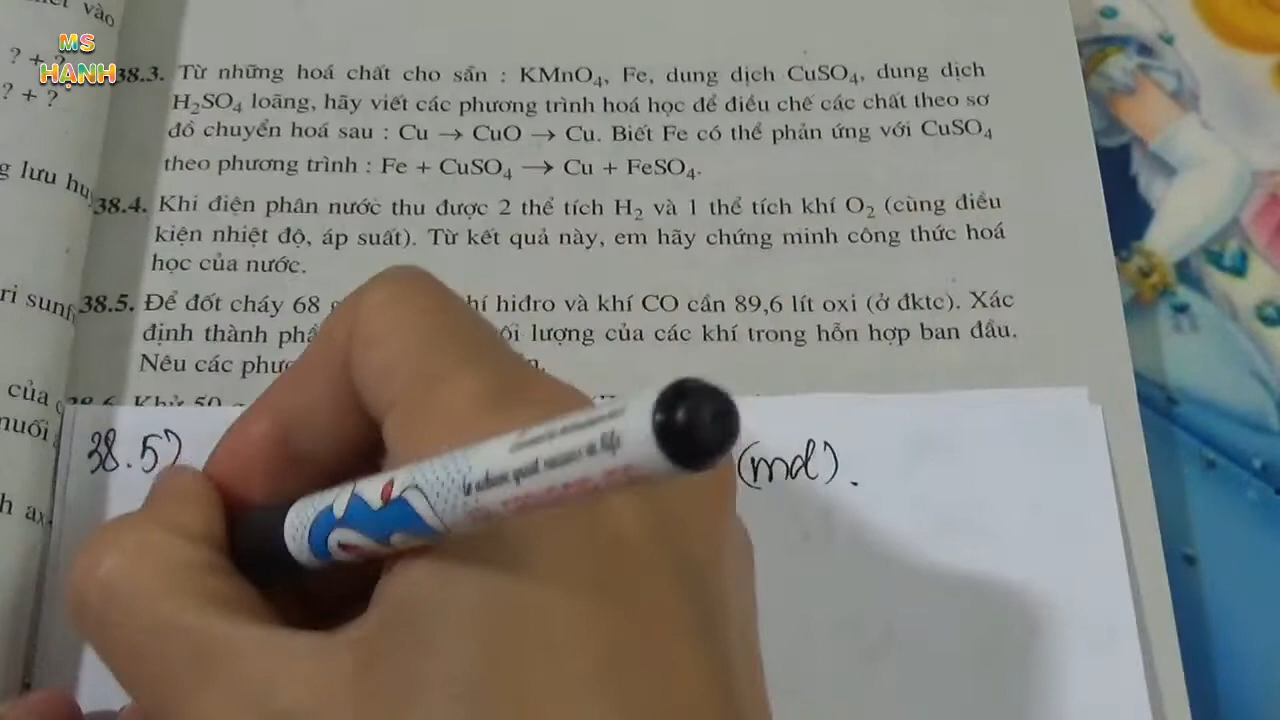 MS
HẠNH
vào
? + ?
? + ?
g lưu hu
ri sunf
của
nuối
h ax
38.3. Từ những hoá chất cho sẵn : KMnO₄, Fe, dung dịch CuSO₄, dung dịch
H₂SO₄ loãng, hãy viết các phương trình hoá học để điều chế các chất theo sơ
đồ chuyển hoá sau : Cu → CuO → Cu. Biết Fe có thể phản ứng với CuSO₄
theo phương trình : Fe + CuSO₄ → Cu + FeSO₄.
38.4. Khi điện phân nước thu được 2 thể tích H₂ và 1 thể tích khí O₂ (cùng điều
kiện nhiệt độ, áp suất). Từ kết quả này, em hãy chứng minh công thức hoá
học của nước.
38.5. Để đốt cháy 68 hí hiđro và khí CO cần 89,6 lít oxi (ở đktc). Xác
định thành phầ ối lượng của các khí trong hỗn hợp ban đầu.
Nêu các phươ
38.6. Khử 50
38.5) (mol).